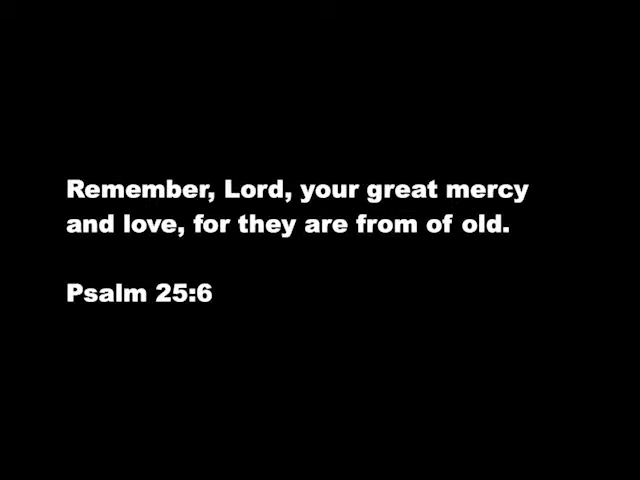 Remember, Lord, your great mercy
and love, for they are from of old.
Psalm 25:6